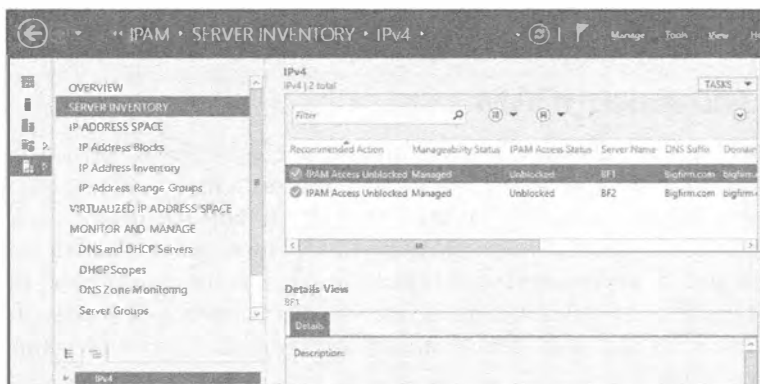 •• IPAM • SERVER INVENTORY • IPv4 •
Manage Tools View
OVERVIEW
SERVER INVENTORY
IP ADDRESS SPACE
IP Address Blocks
IP Address Inventory
IP Address Range Groups
VIRTUALIZED IP ADDRESS SPACE
MONITOR AND MANAGE
DNS and DHCP Servers
DHCP Scopes
DNS Zone Monitoring
Server Groups
IPv4
IPv4
IPv4 | 2 total
TASKS
Filter
Recommended Action Manageability Status IPAM Access Status Server Name DNS Suffix Domain
IPAM Access Unblocked Managed Unblocked BF1 Bigfirm.com bigfirm.
IPAM Access Unblocked Managed Unblocked BF2 Bigfirm.com bigfirm.
Details View
BF1
Details
Description: